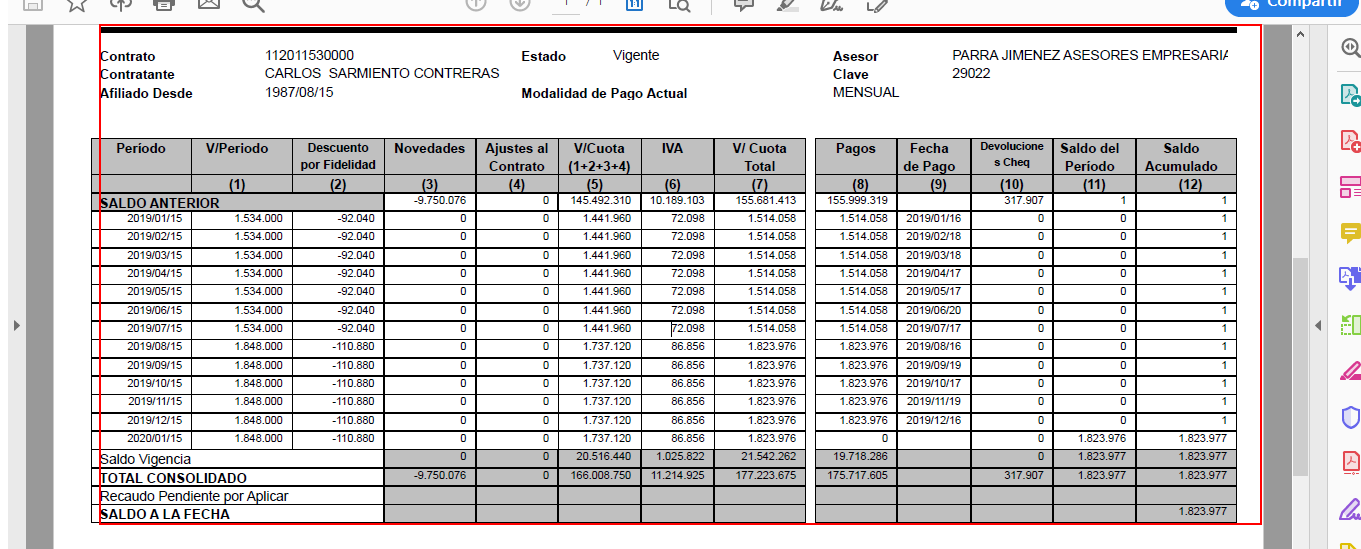 Compartir
1 / 1
Contrato 112011530000 Estado Vigente Asesor PARRA JIMENEZ ASESORES EMPRESARIA
Contratante CARLOS SARMIENTO CONTRERAS Clave 29022
Afiliado Desde 1987/08/15 Modalidad de Pago Actual MENSUAL
Período V/Periodo Descuento por Fidelidad Novedades Ajustes al Contrato V/Cuota (1+2+3+4) IVA V/ Cuota Total Pagos Fecha de Pago Devoluciones Cheq Saldo del Período Saldo Acumulado
(1) (2) (3) (4) (5) (6) (7) (8) (9) (10) (11) (12)
SALDO ANTERIOR -9.750.076 0 145.492.310 10.189.103 155.681.413 155.999.319 317.907 1 1
2019/01/15 1.534.000 -92.040 0 0 1.441.960 72.098 1.514.058 1.514.058 2019/01/16 0 0 1
2019/02/15 1.534.000 -92.040 0 0 1.441.960 72.098 1.514.058 1.514.058 2019/02/18 0 0 1
2019/03/15 1.534.000 -92.040 0 0 1.441.960 72.098 1.514.058 1.514.058 2019/03/18 0 0 1
2019/04/15 1.534.000 -92.040 0 0 1.441.960 72.098 1.514.058 1.514.058 2019/04/17 0 0 1
2019/05/15 1.534.000 -92.040 0 0 1.441.960 72.098 1.514.058 1.514.058 2019/05/17 0 0 1
2019/06/15 1.534.000 -92.040 0 0 1.441.960 72.098 1.514.058 1.514.058 2019/06/20 0 0 1
2019/07/15 1.534.000 -92.040 0 0 1.441.960 72.098 1.514.058 1.514.058 2019/07/17 0 0 1
2019/08/15 1.848.000 -110.880 0 0 1.737.120 86.856 1.823.976 1.823.976 2019/08/16 0 0 1
2019/09/15 1.848.000 -110.880 0 0 1.737.120 86.856 1.823.976 1.823.976 2019/09/19 0 0 1
2019/10/15 1.848.000 -110.880 0 0 1.737.120 86.856 1.823.976 1.823.976 2019/10/17 0 0 1
2019/11/15 1.848.000 -110.880 0 0 1.737.120 86.856 1.823.976 1.823.976 2019/11/19 0 0 1
2019/12/15 1.848.000 -110.880 0 0 1.737.120 86.856 1.823.976 1.823.976 2019/12/16 0 0 1
2020/01/15 1.848.000 -110.880 0 0 1.737.120 86.856 1.823.976 0 0 1.823.976 1.823.977
Saldo Vigencia 0 0 20.516.440 1.025.822 21.542.262 19.718.286 0 1.823.976 1.823.977
TOTAL CONSOLIDADO -9.750.076 0 166.008.750 11.214.925 177.223.675 175.717.605 317.907 1.823.977 1.823.977
Recaudo Pendiente por Aplicar
SALDO A LA FECHA 1.823.977